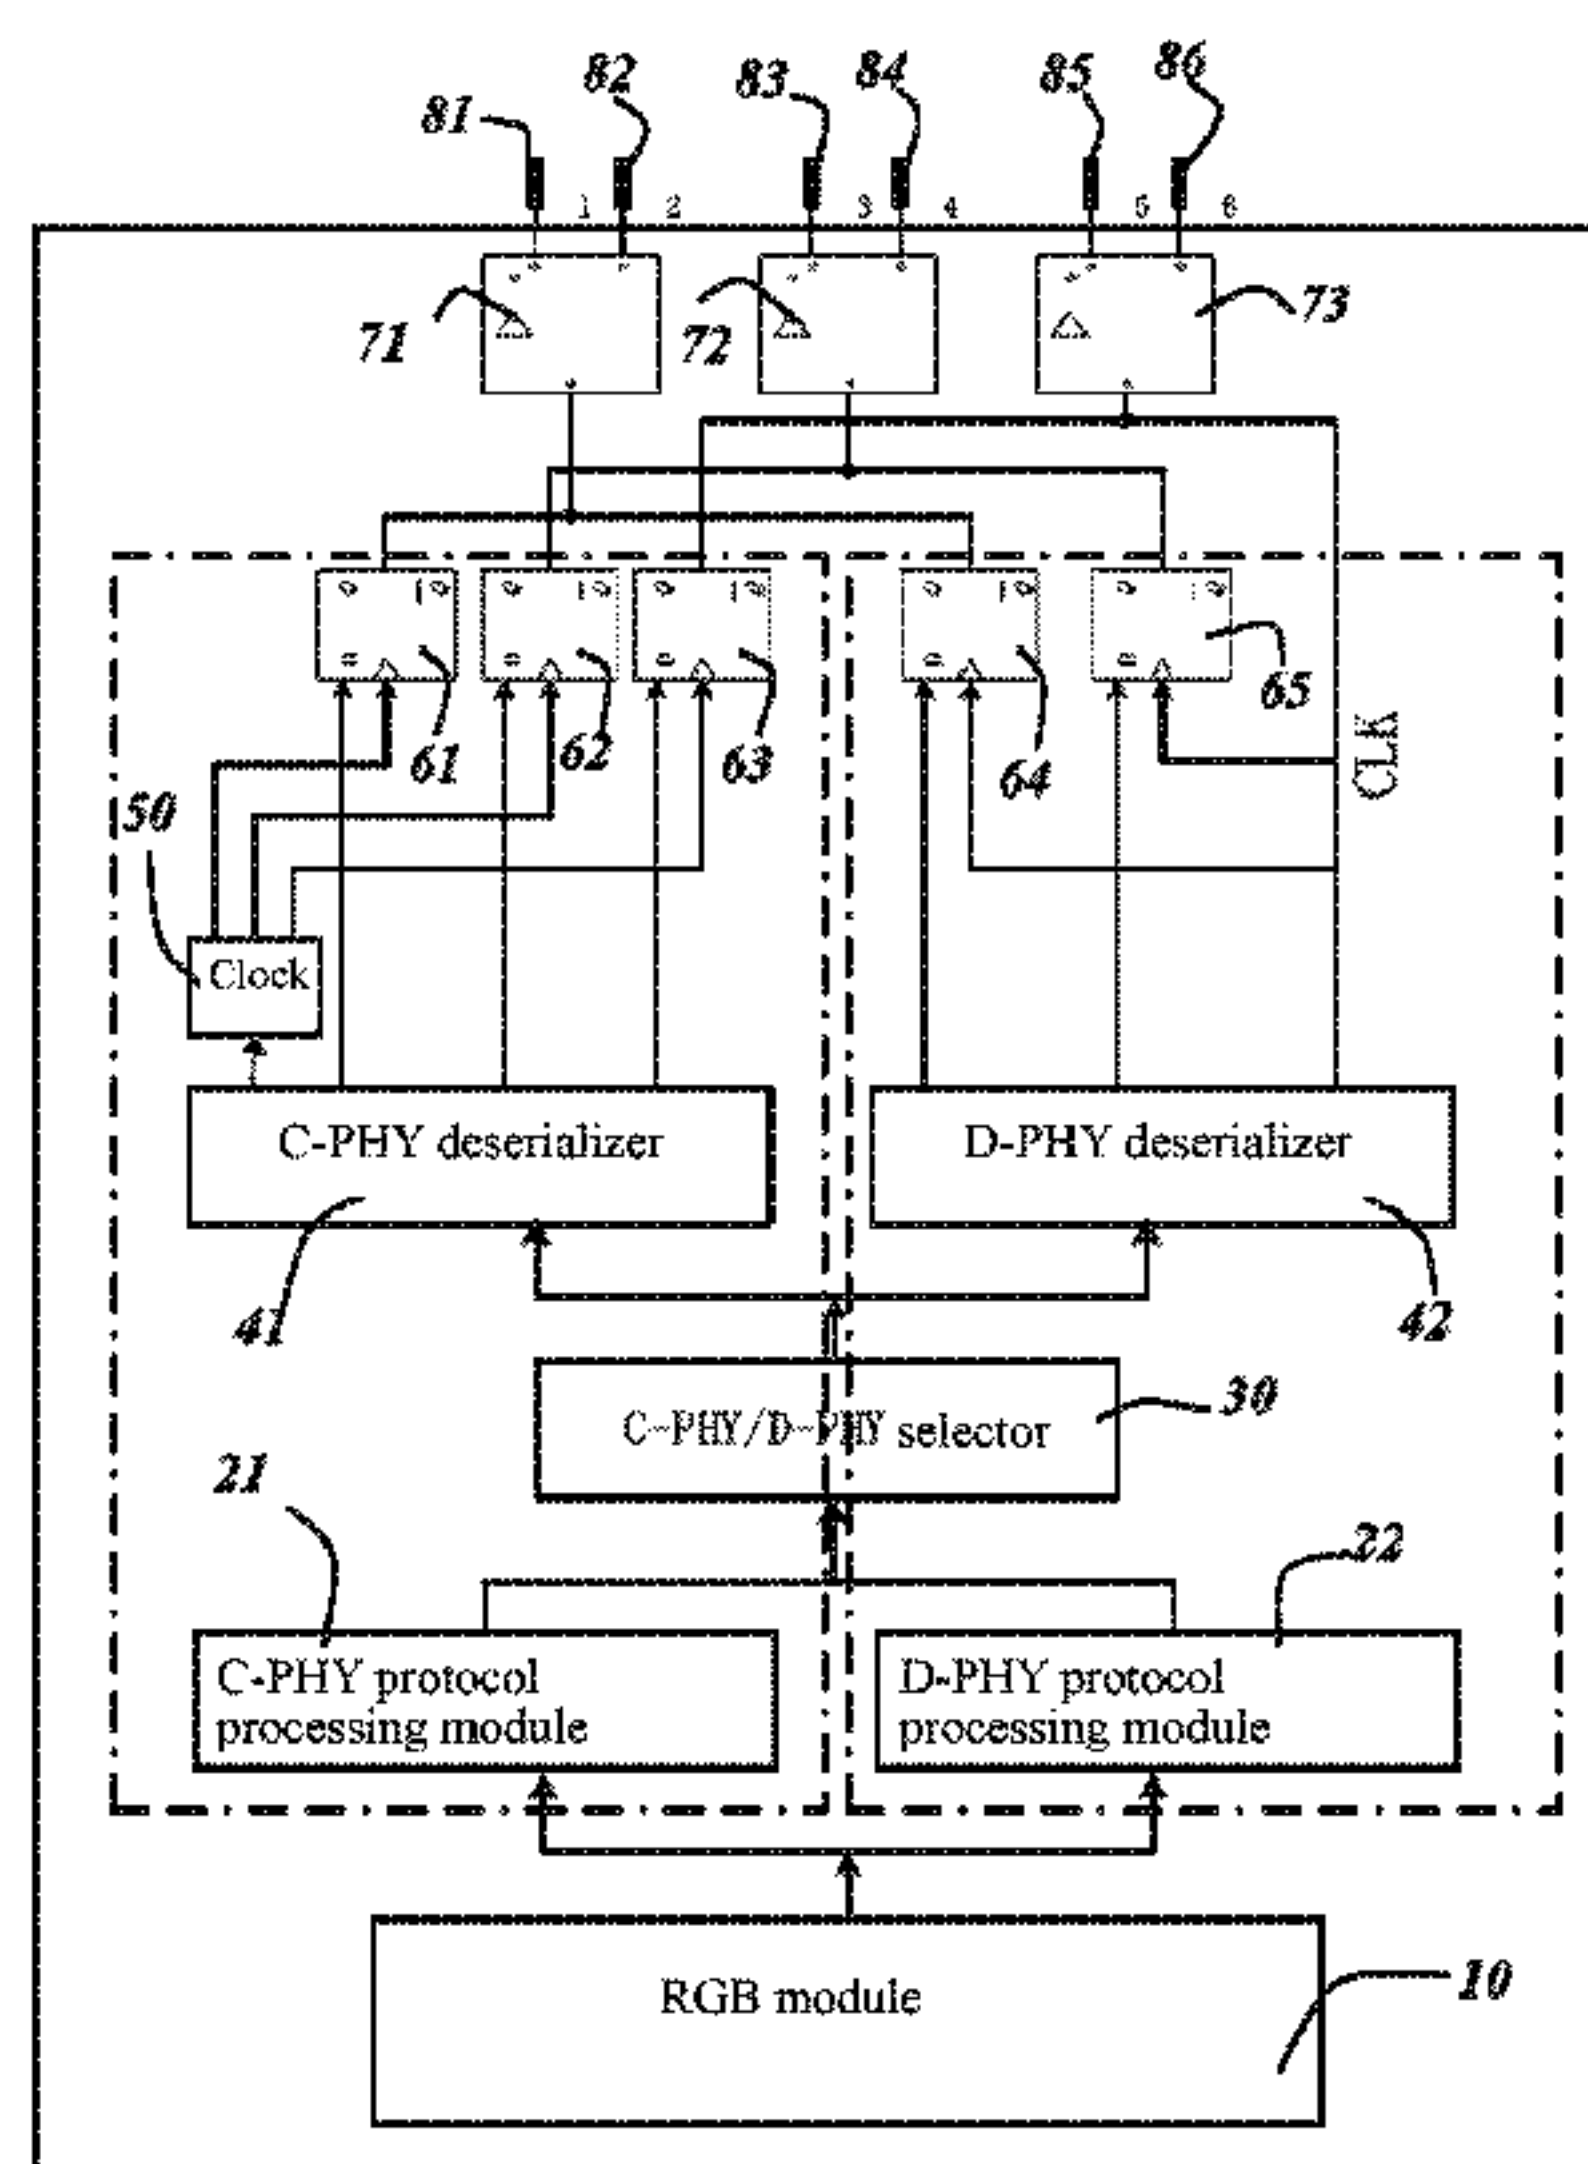 81 82 83 84 85 86
1 2 3 4 5 6
71 72 73
61 62 63 64 65
50
CLK
Clock
C-PHY deserializer
D-PHY deserializer
41 42
C-PHY/D-PHY selector
30
21 22
C-PHY protocol
processing module
D-PHY protocol
processing module
RGB module
10